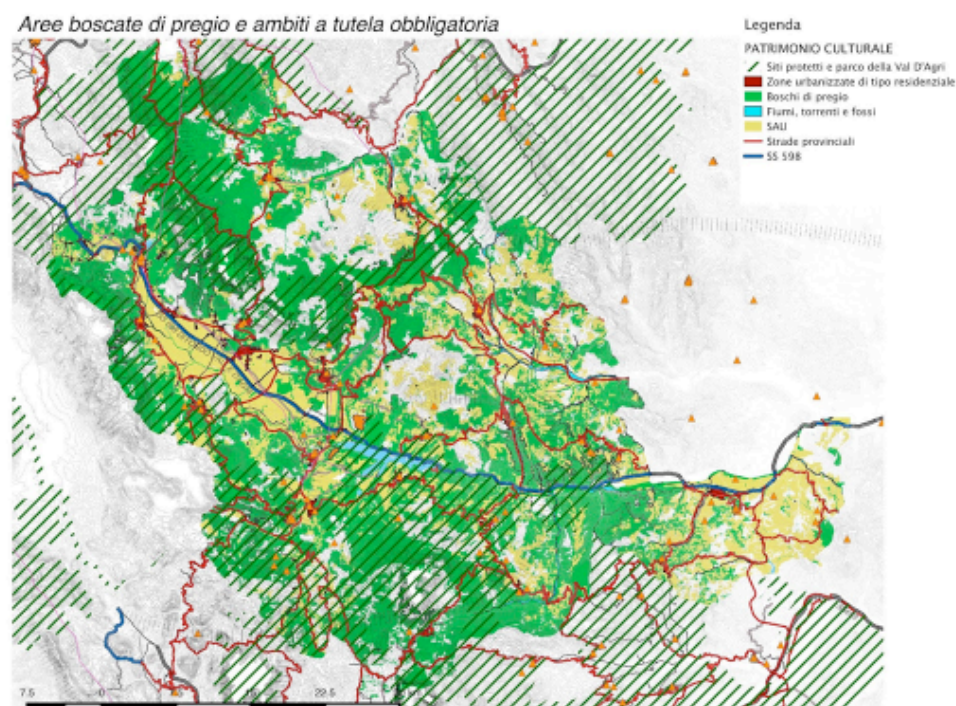 Aree boscate di pregio e ambiti a tutela obbligatoria
Legenda
PATRIMONIO CULTURALE
Siti protetti e parco della Val D'Agri
Zone urbanizzate di tipo residenziale
Boschi di pregio
Fiumi, torrenti e fossi
SAU
Strade provinciali
SS 598
7.5 0 15 22.5 km